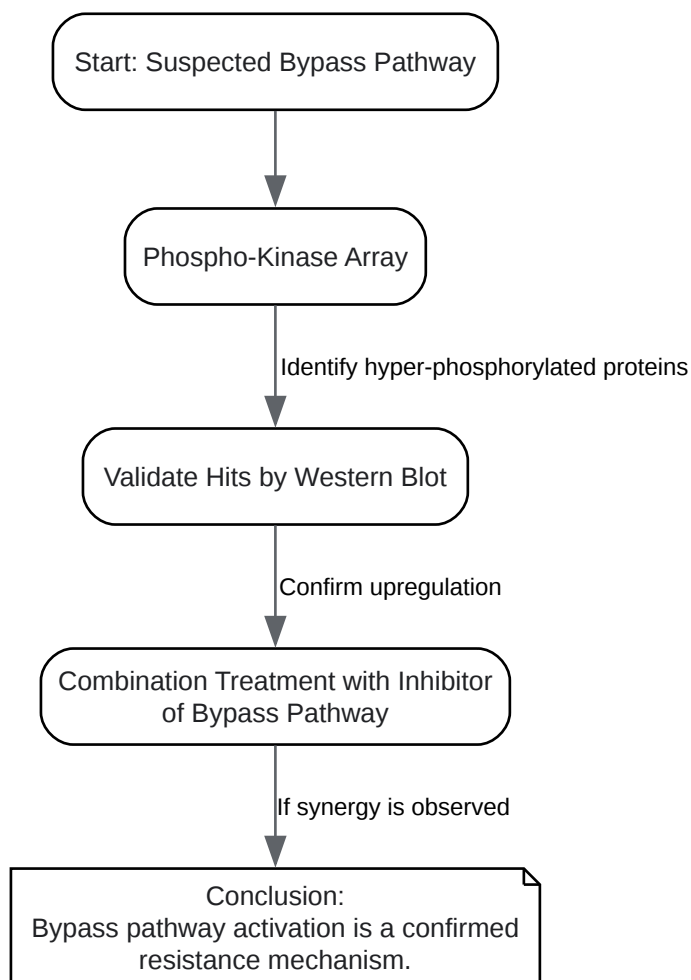 Start: Suspected Bypass Pathway
Phospho-Kinase Array
Identify hyper-phosphorylated proteins
Validate Hits by Western Blot
Confirm upregulation
Combination Treatment with Inhibitor
of Bypass Pathway
If synergy is observed
Conclusion:
Bypass pathway activation is a confirmed
resistance mechanism.